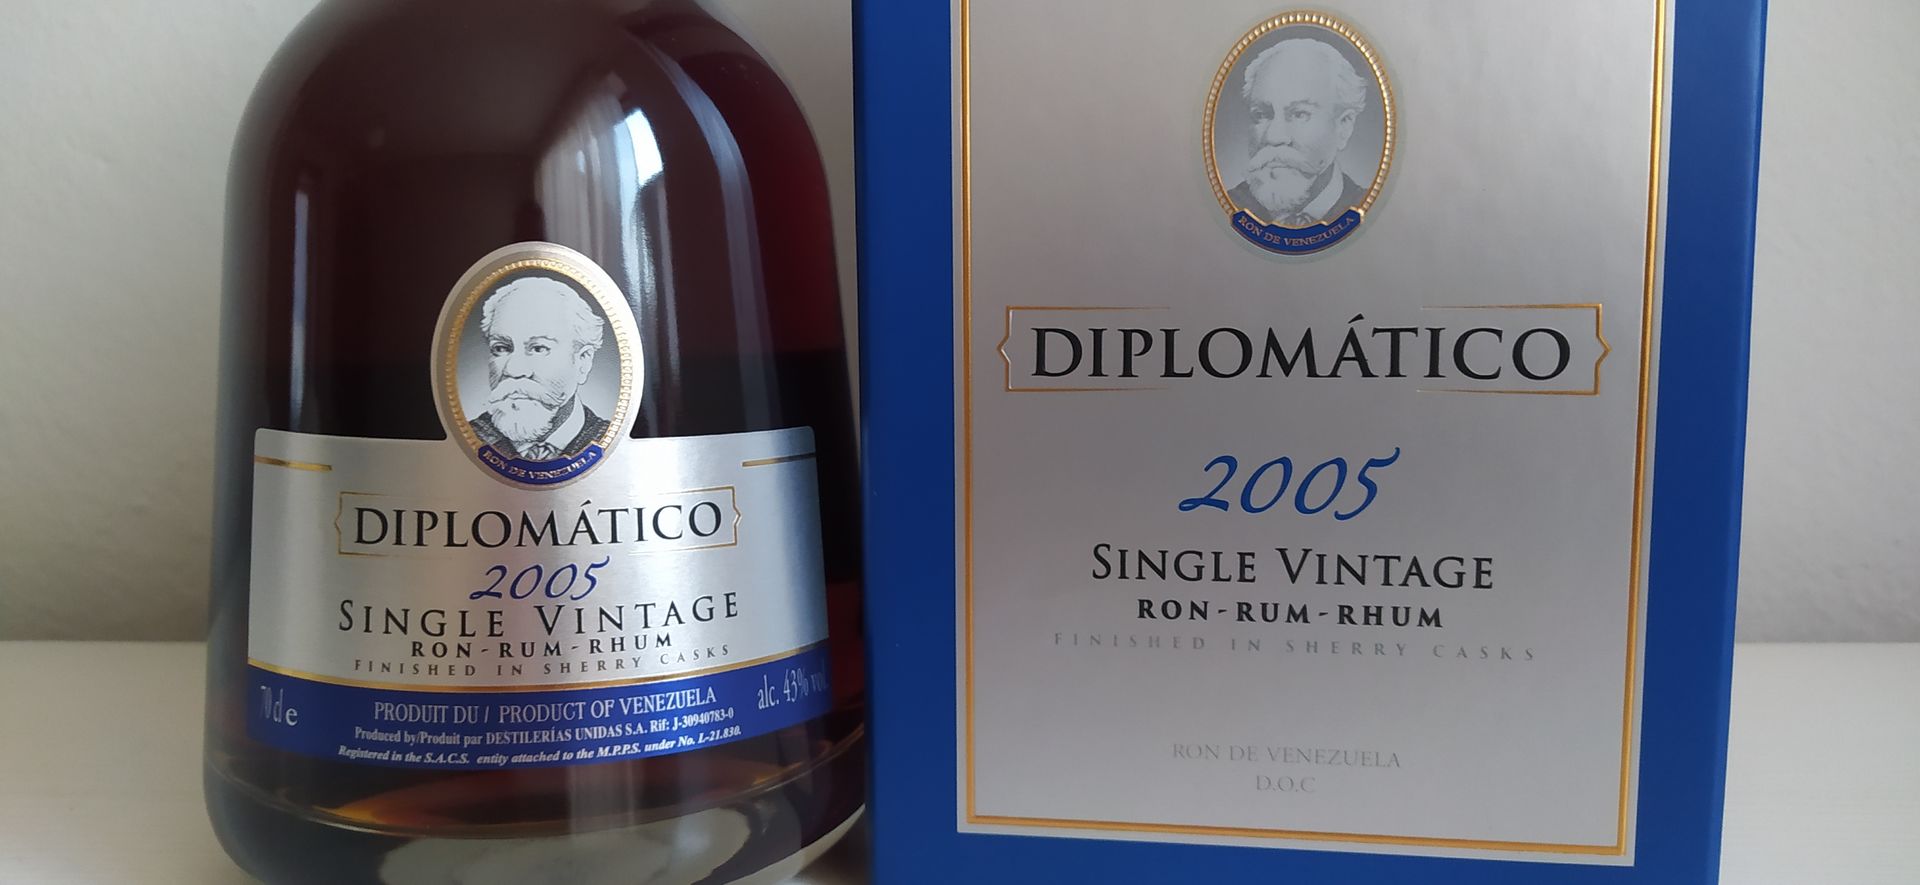 RON DE VENEZUELA
DIPLOMÁTICO
2005
SINGLE VINTAGE
RON-RUM-RHUM
FINISHED IN SHERRY CASKS
PRODUIT DU / PRODUCT OF VENEZUELA
70cl e
alc. 43% vol.
Produced by/Produit par DESTILERÍAS UNIDAS S.A. Rif: J-30940783-0
Registered in the S.A.C.S. entity attached to the M.P.P.S. under No. L-21.830.
RON DE VENEZUELA
DIPLOMÁTICO
2005
SINGLE VINTAGE
RON-RUM-RHUM
FINISHED IN SHERRY CASKS
RON DE VENEZUELA
D.O.C